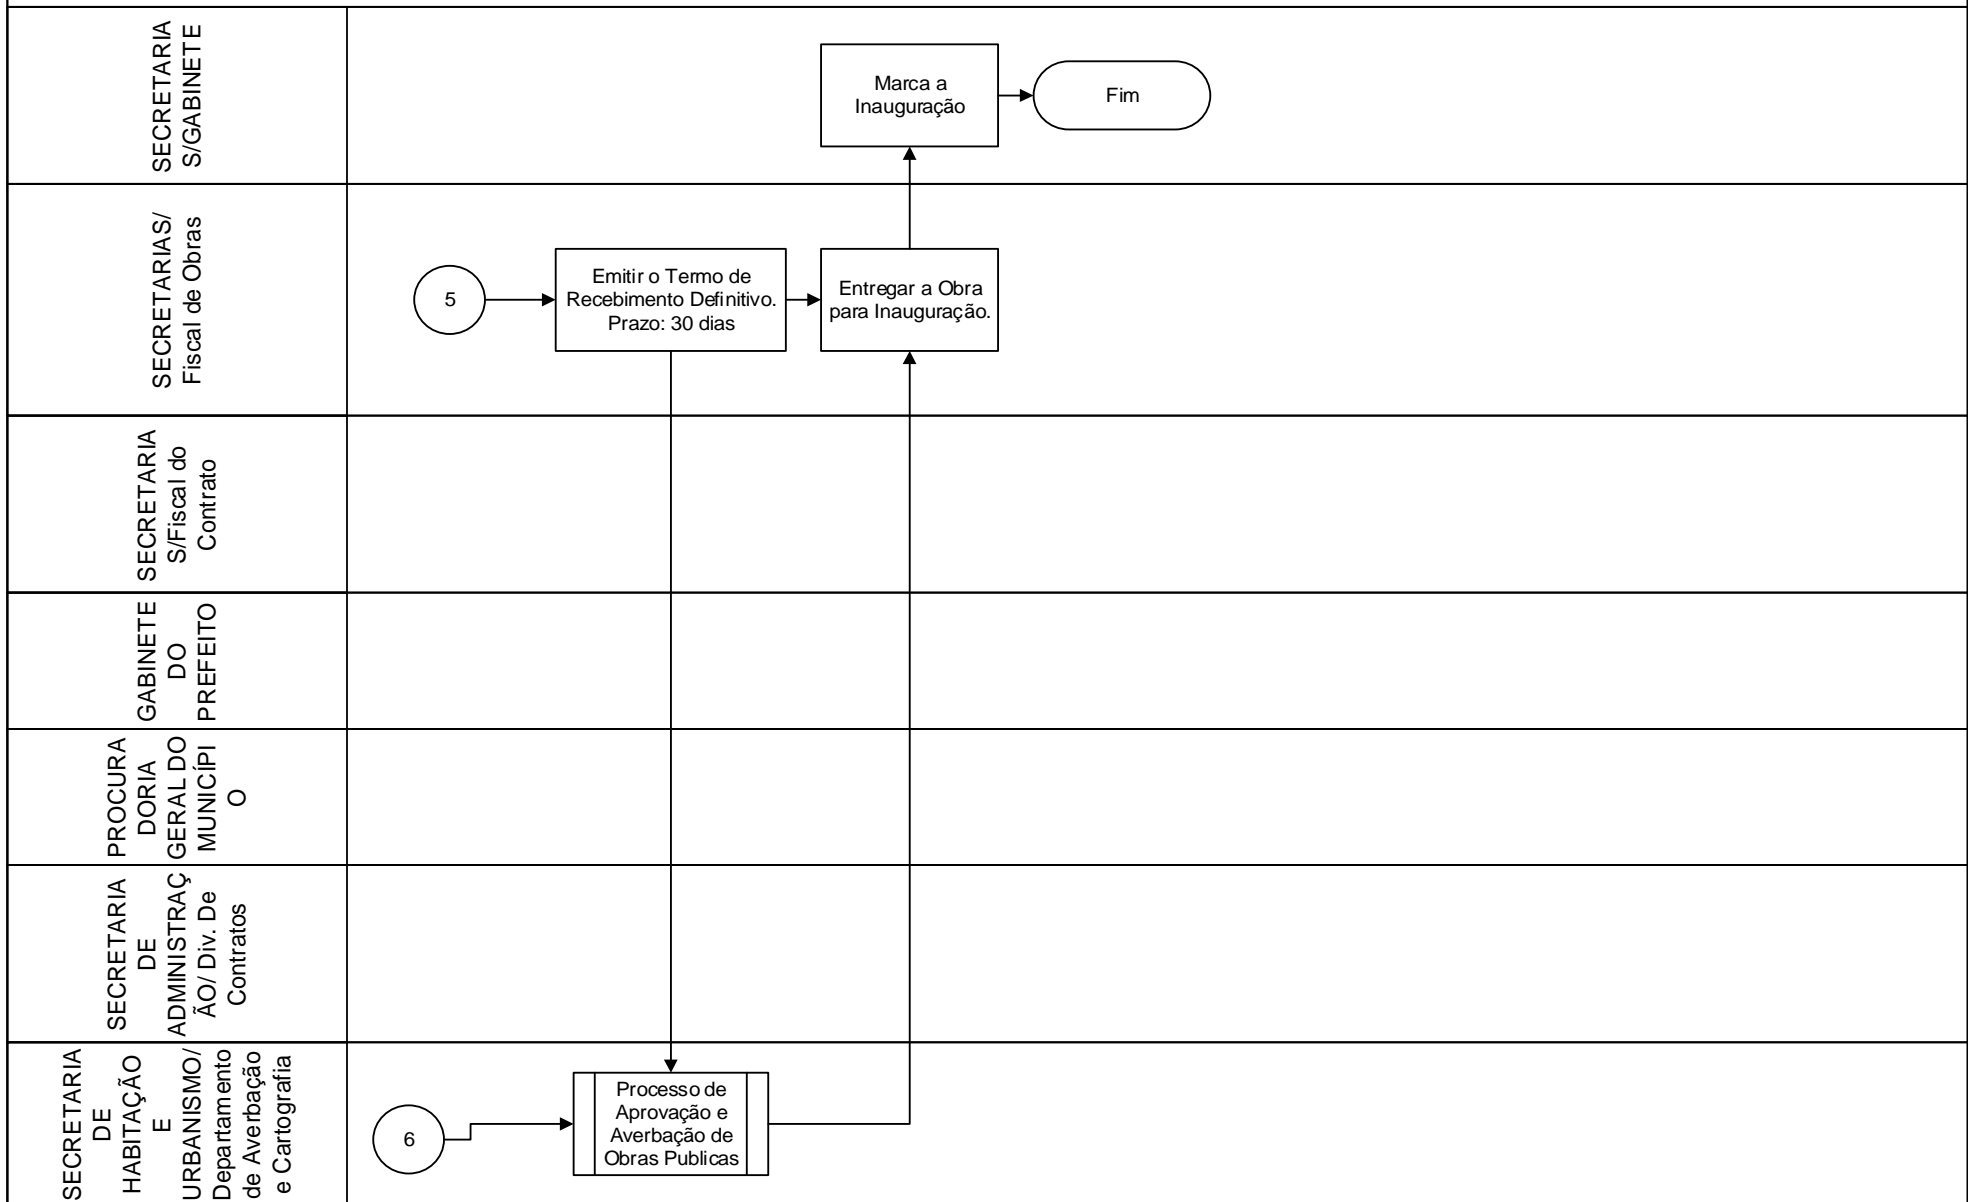 SECRETARIA
S/GABINETE
Marca a
Inauguração
Fim
SECRETARIAS/
Fiscal de Obras
5
Emitir o Termo de
Recebimento Definitivo.
Prazo: 30 dias
Entregar a Obra
para Inauguração.
SECRETARIA
S/Fiscal do
Contrato
GABINETE
DO
PREFEITO
PROCURA
DORIA
GERAL DO
MUNICÍPI
O
SECRETARIA
DE
ADMINISTRAÇ
ÃO/ Div. De
Contratos
SECRETARIA
DE
HABITAÇÃO
E
URBANISMO/
Departamento
de Averbação
e Cartografia
6
Processo de
Aprovação e
Averbação de
Obras Publicas